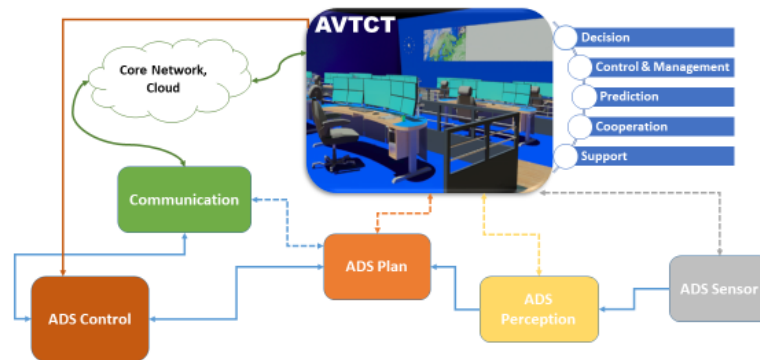 AVTCT
Decision
Control & Management
Prediction
Cooperation
Support
Core Network,
Cloud
Communication
ADS Plan
ADS Control
ADS
Perception
ADS Sensor